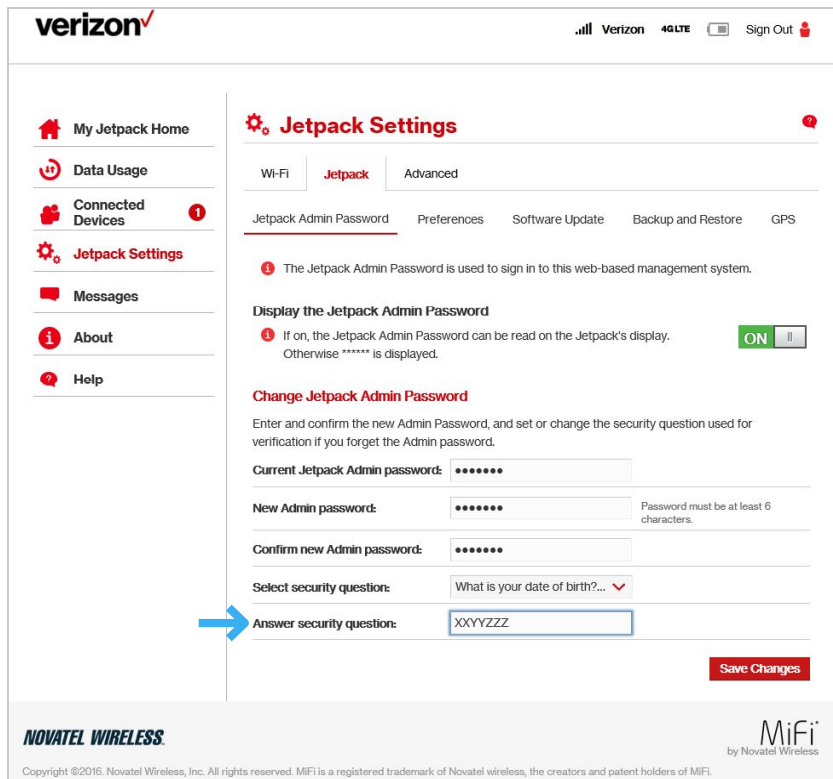 verizon
Verizon 4G LTE Sign Out
My Jetpack Home
Data Usage
Connected Devices 1
Jetpack Settings
Messages
About
Help
Jetpack Settings
Wi-Fi Jetpack Advanced
Jetpack Admin Password Preferences Software Update Backup and Restore GPS
The Jetpack Admin Password is used to sign in to this web-based management system.
Display the Jetpack Admin Password
If on, the Jetpack Admin Password can be read on the Jetpack's display.
Otherwise ****** is displayed.
ON
Change Jetpack Admin Password
Enter and confirm the new Admin Password, and set or change the security question used for
verification if you forget the Admin password.
Current Jetpack Admin password: •••••••
New Admin password: ••••••• Password must be at least 6
characters.
Confirm new Admin password: •••••••
Select security question: What is your date of birth?...
Answer security question: XXYYZZZ
Save Changes
NOVATEL WIRELESS.
MiFi
by Novatel Wireless
Copyright ©2016. Novatel Wireless, Inc. All rights reserved. MiFi is a registered trademark of Novatel wireless, the creators and patent holders of MiFi.